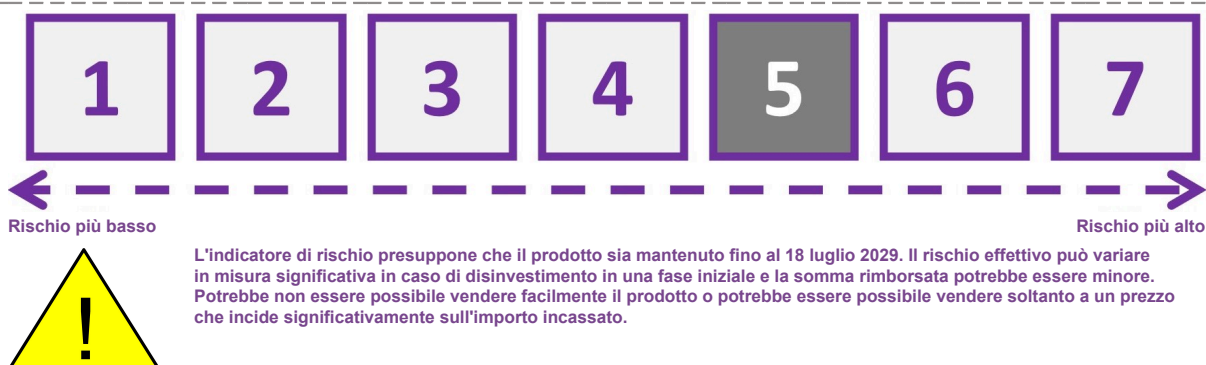 1 2 3 4 5 6 7
Rischio più basso Rischio più alto
L'indicatore di rischio presuppone che il prodotto sia mantenuto fino al 18 luglio 2029. Il rischio effettivo può variare
in misura significativa in caso di disinvestimento in una fase iniziale e la somma rimborsata potrebbe essere minore.
Potrebbe non essere possibile vendere facilmente il prodotto o potrebbe essere possibile vendere soltanto a un prezzo
che incide significativamente sull'importo incassato.
!